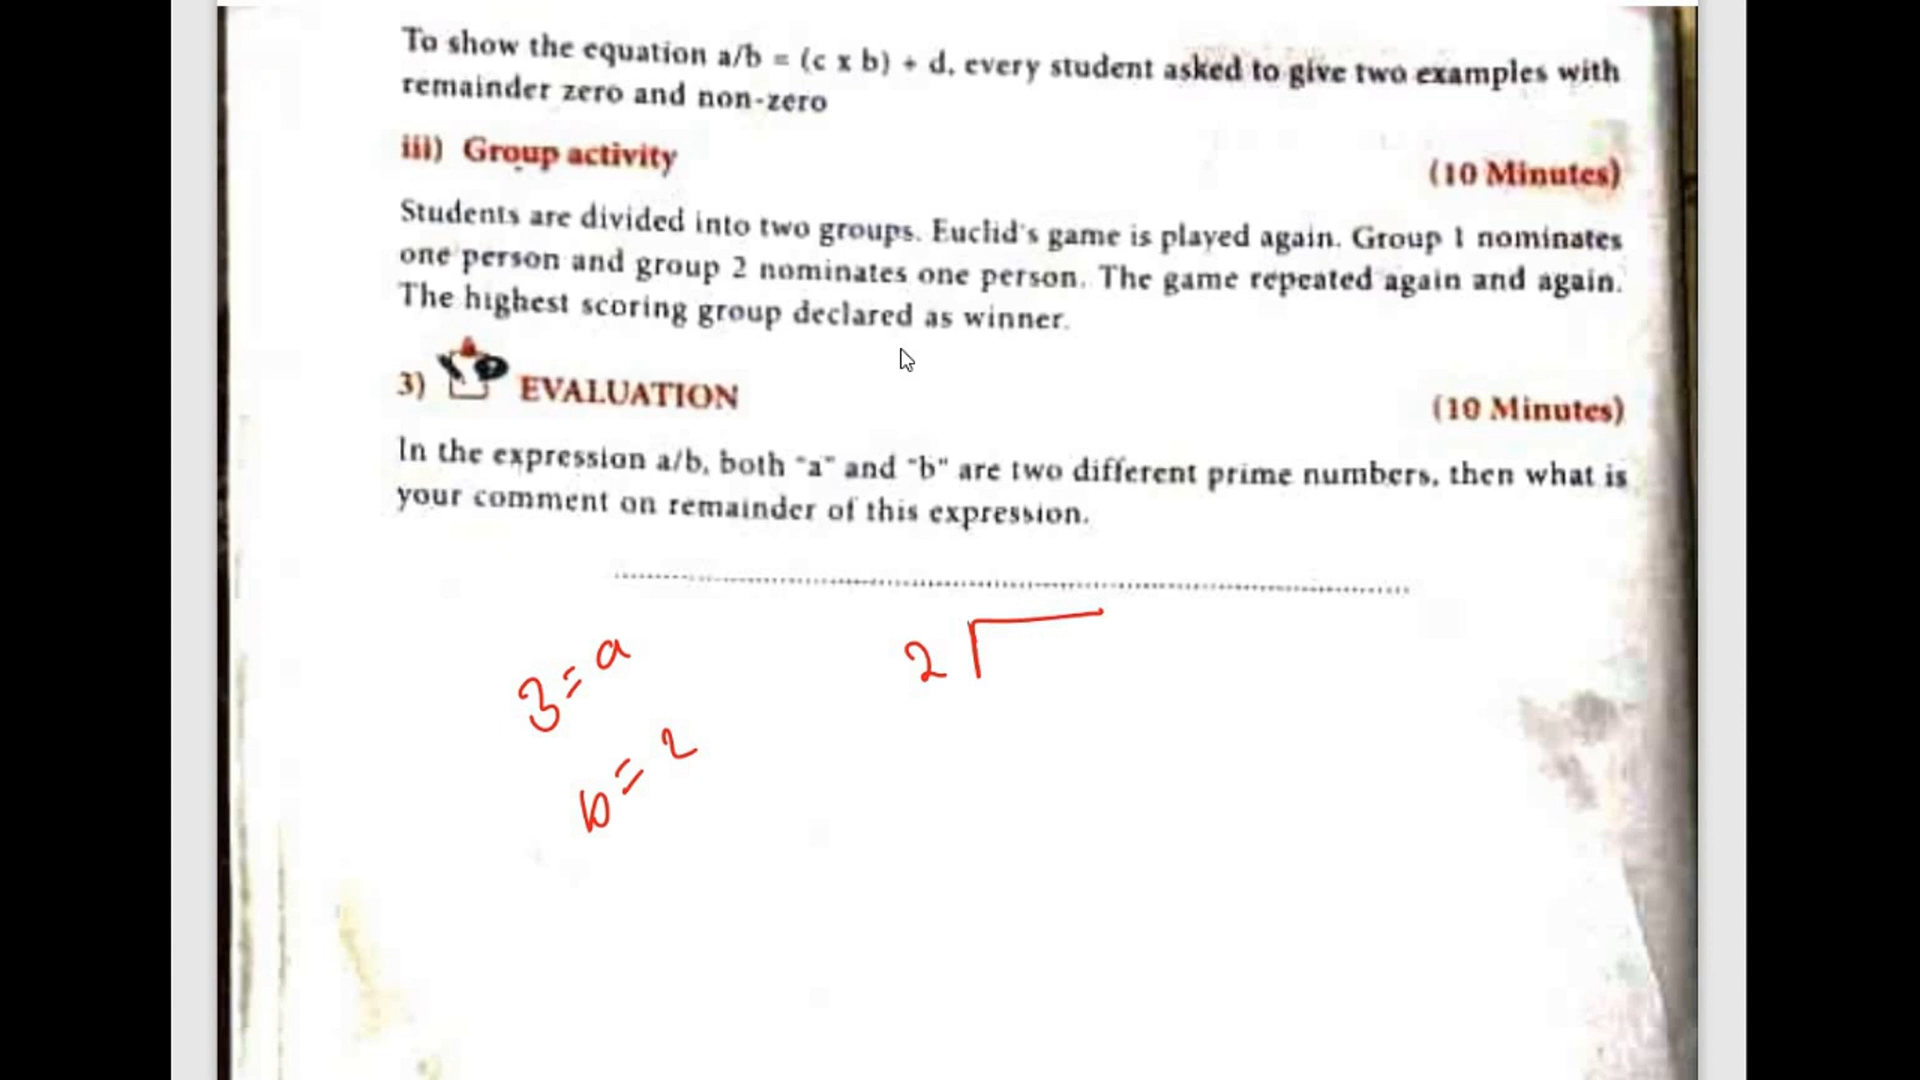 To show the equation a/b = (c x b) + d, every student asked to give two examples with
remainder zero and non-zero
iii) Group activity (10 Minutes)
Students are divided into two groups. Euclid's game is played again. Group 1 nominates
one person and group 2 nominates one person. The game repeated again and again.
The highest scoring group declared as winner.
3) EVALUATION (10 Minutes)
In the expression a/b, both "a" and "b" are two different prime numbers, then what is
your comment on remainder of this expression.
3 = a
2
b = 2